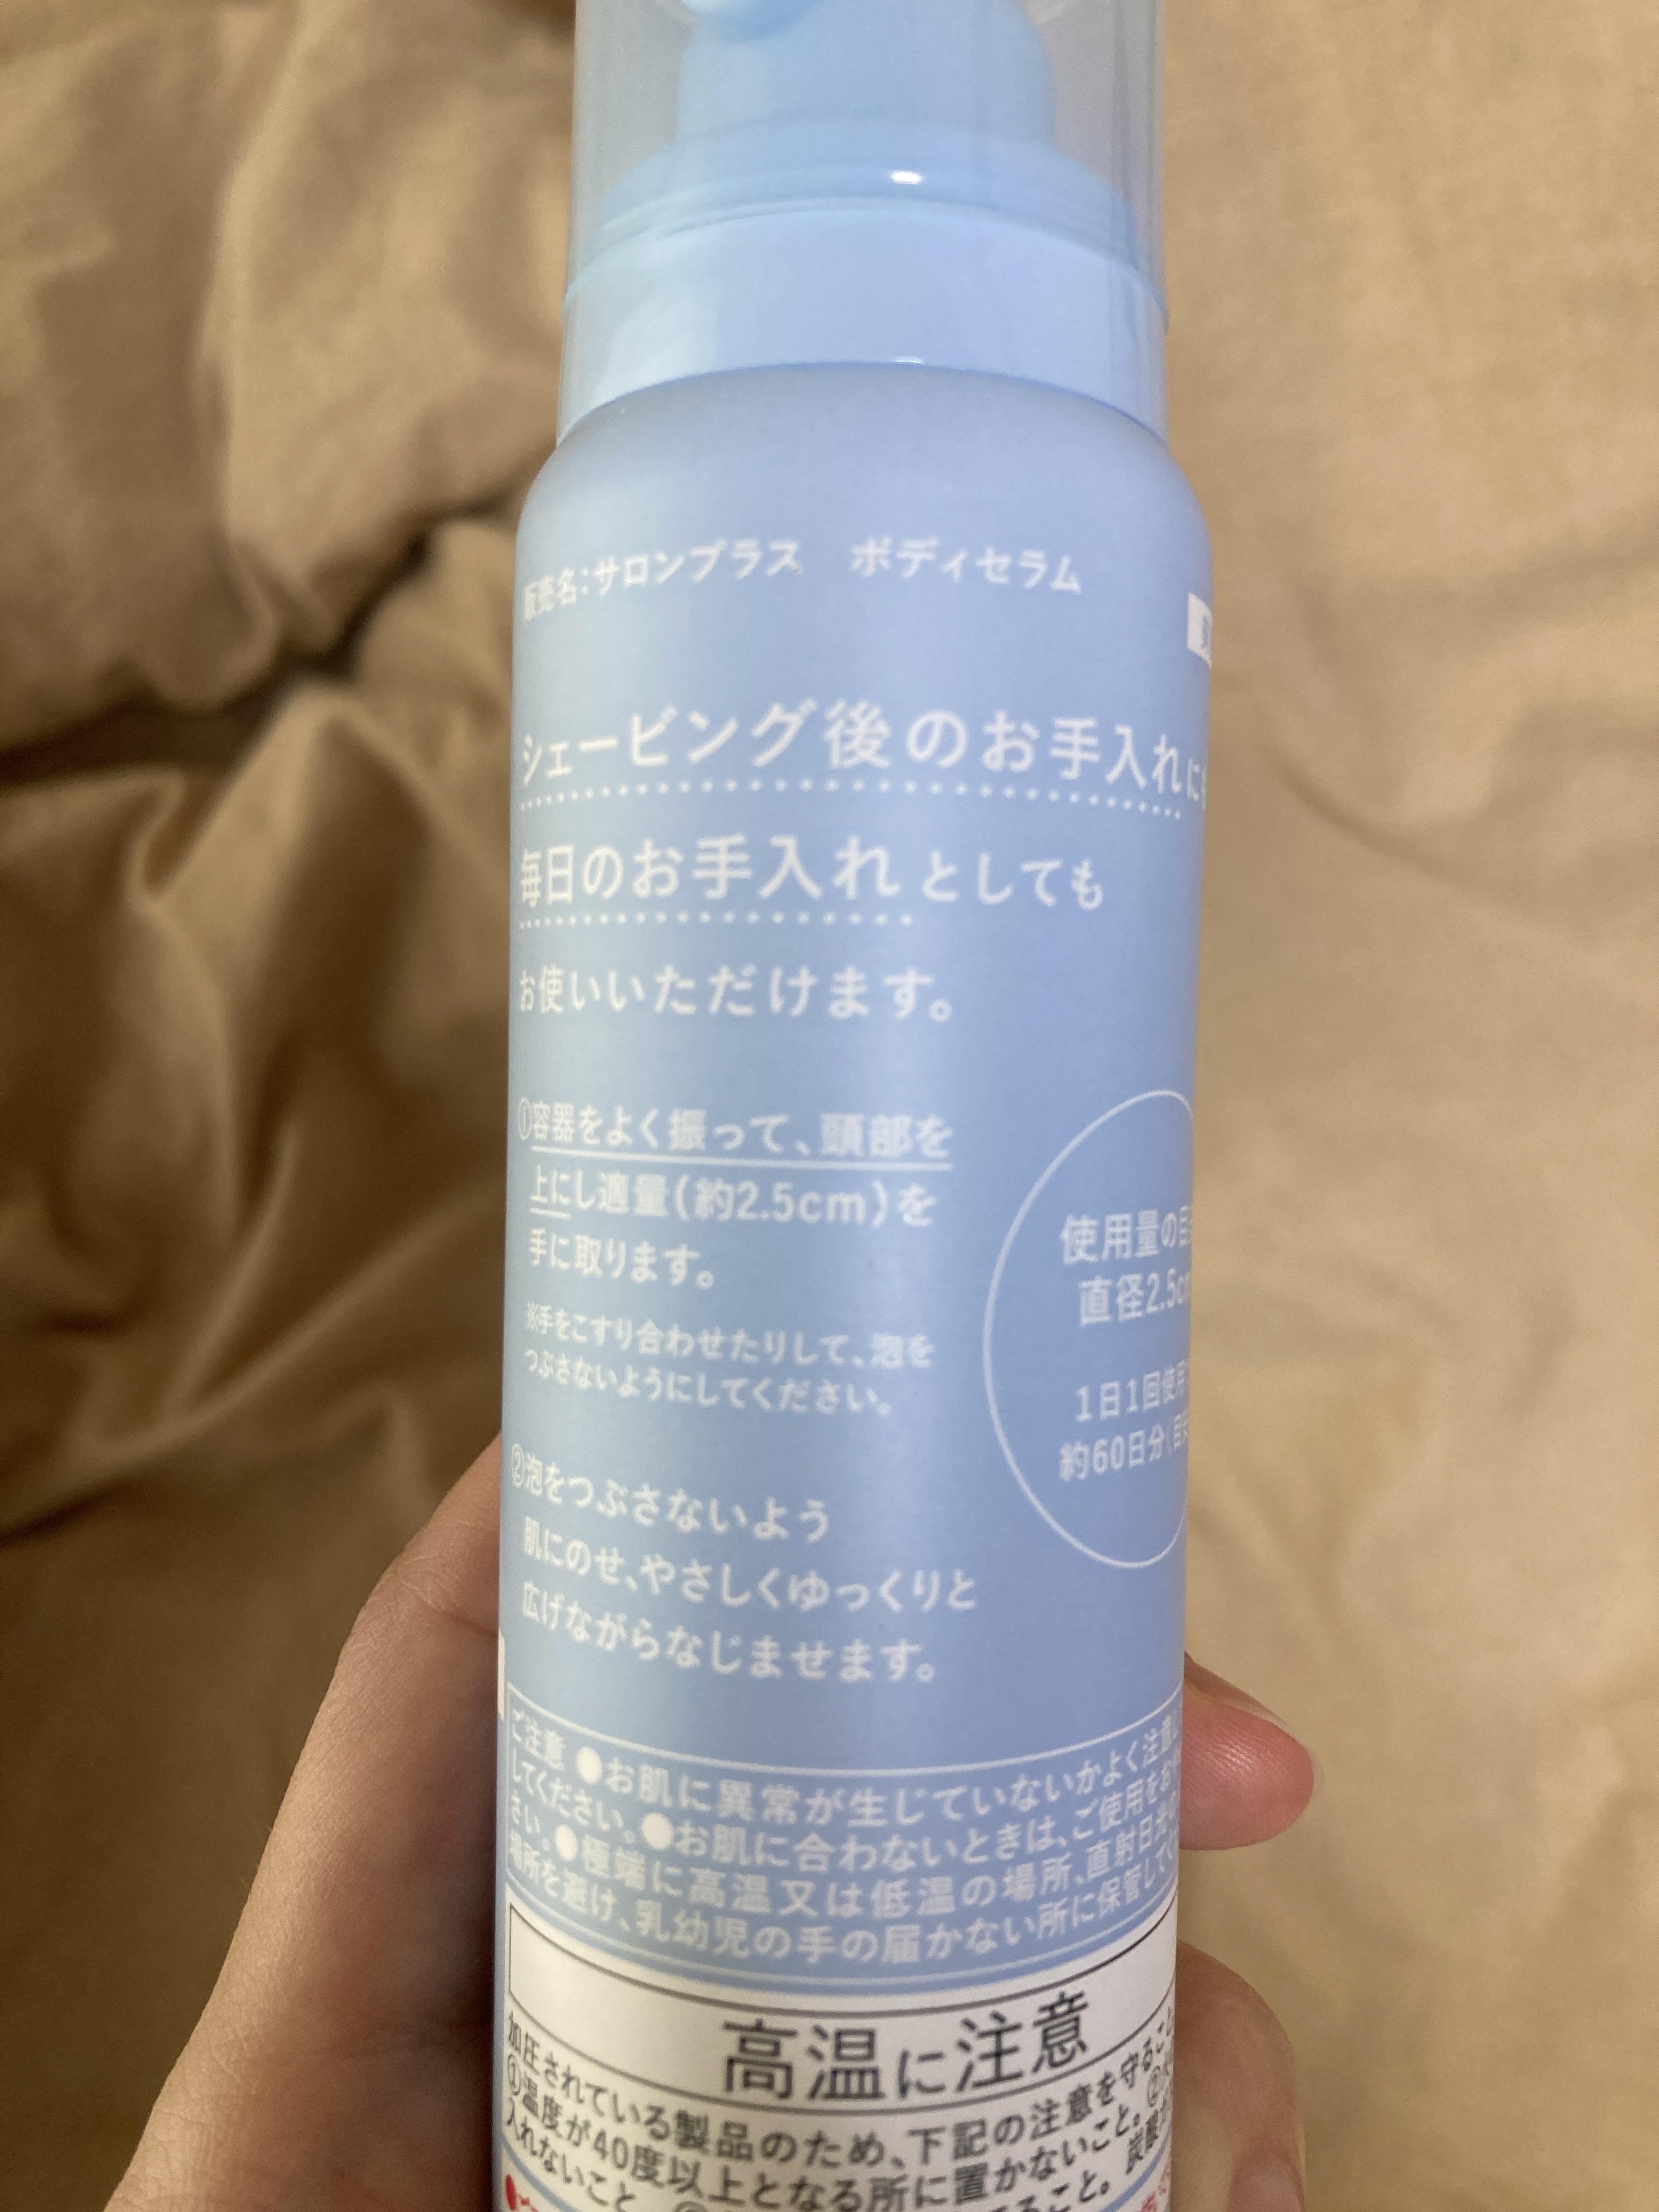 販売名:サロンプラス ボディセラム
シェービング後のお手入れに
毎日のお手入れとしても
お使いいただけます。
①容器をよく振って、頭部を
上にし適量(約2.5cm)を
手に取ります。
※手をこすり合わせたりして、泡を
つぶさないようにしてください。
②泡をつぶさないよう
肌にのせ、やさしくゆっくりと
広げながらなじませます。
使用量の目
直径2.5cm
1日1回使用
約60日分(目
ご注意 ●お肌に異常が生じていないかよく注意
してください。●お肌に合わないときは、ご使用をお
さい。●極端に高温又は低温の場所、直射日光の
場所を避け、乳幼児の手の届かない所に保管して
高温に注意
加圧されている製品のため、下記の注意を守ること
①温度が40度以上となる所に置かないこと。②
入れないこと
こと。炭酸